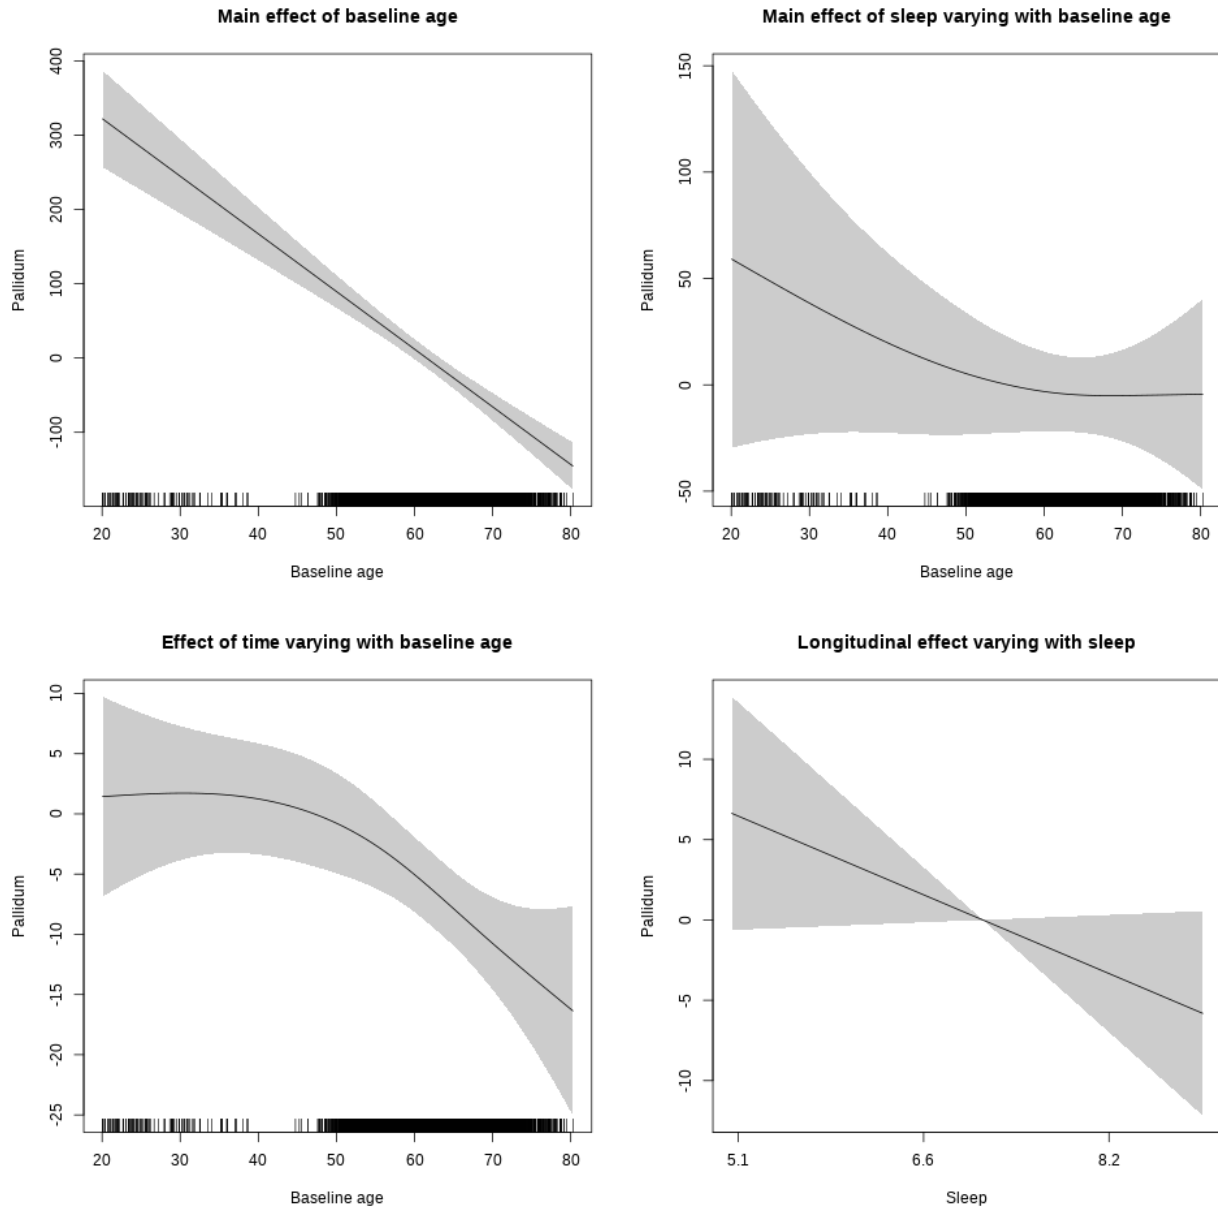 Main effect of baseline age
Pallidum
400
300
200
100
0
-100
20 30 40 50 60 70 80
Baseline age
Main effect of sleep varying with baseline age
Pallidum
150
100
50
0
-50
20 30 40 50 60 70 80
Baseline age
Effect of time varying with baseline age
Pallidum
10
5
0
-5
-10
-15
-20
-25
20 30 40 50 60 70 80
Baseline age
Longitudinal effect varying with sleep
Pallidum
10
5
0
-5
-10
5.1 6.6 8.2
Sleep